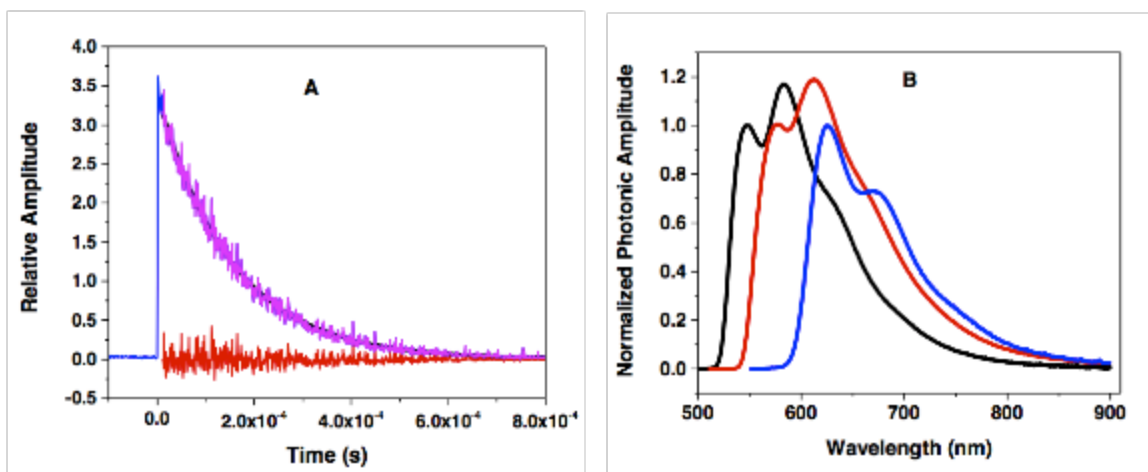 A
4.0
3.5
3.0
2.5
2.0
1.5
1.0
0.5
0.0
-0.5
Relative Amplitude
0.0 2.0x10⁻⁴ 4.0x10⁻⁴ 6.0x10⁻⁴ 8.0x10⁻⁴
Time (s)
B
1.2
1.0
0.8
0.6
0.4
0.2
0.0
Normalized Photonic Amplitude
500 600 700 800 900
Wavelength (nm)